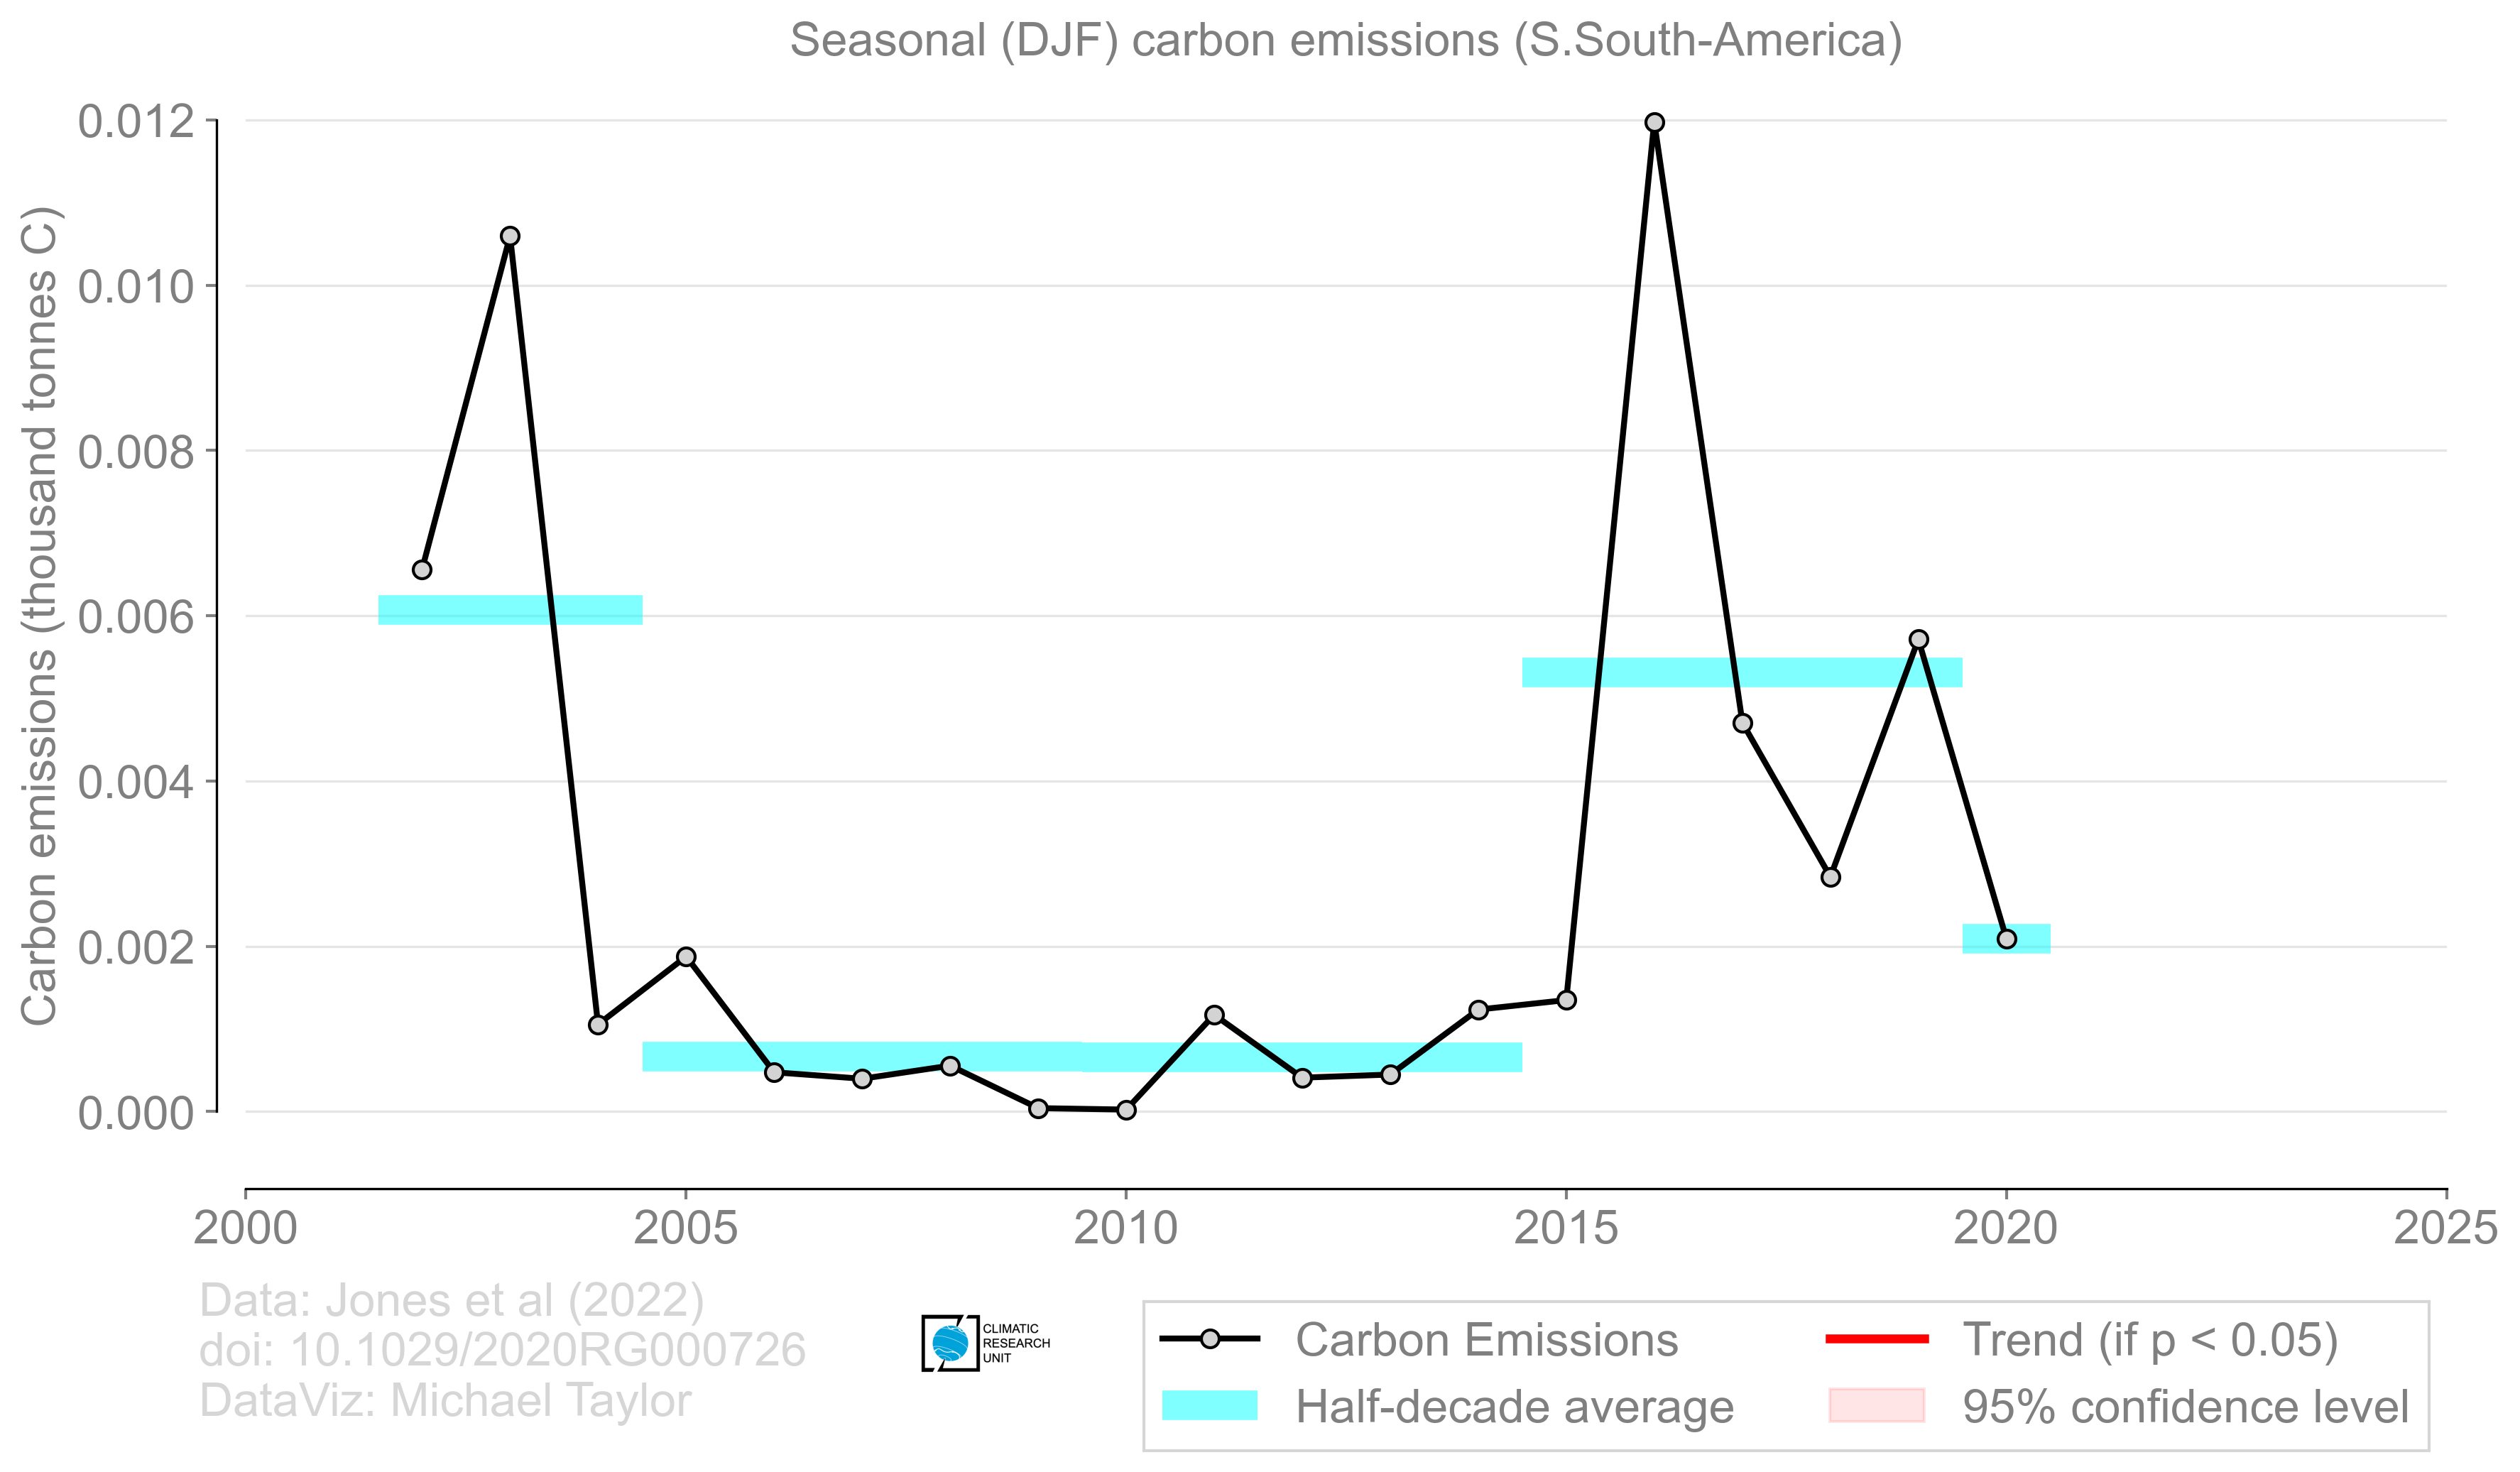 Seasonal (DJF) carbon emissions (S.South-America)
Carbon emissions (thousand tonnes C)
0.012
0.010
0.008
0.006
0.004
0.002
0.000
2000 2005 2010 2015 2020 2025
Data: Jones et al (2022)
doi: 10.1029/2020RG000726
DataViz: Michael Taylor
CLIMATIC
RESEARCH
UNIT
Carbon Emissions
Half-decade average
Trend (if p < 0.05)
95% confidence level